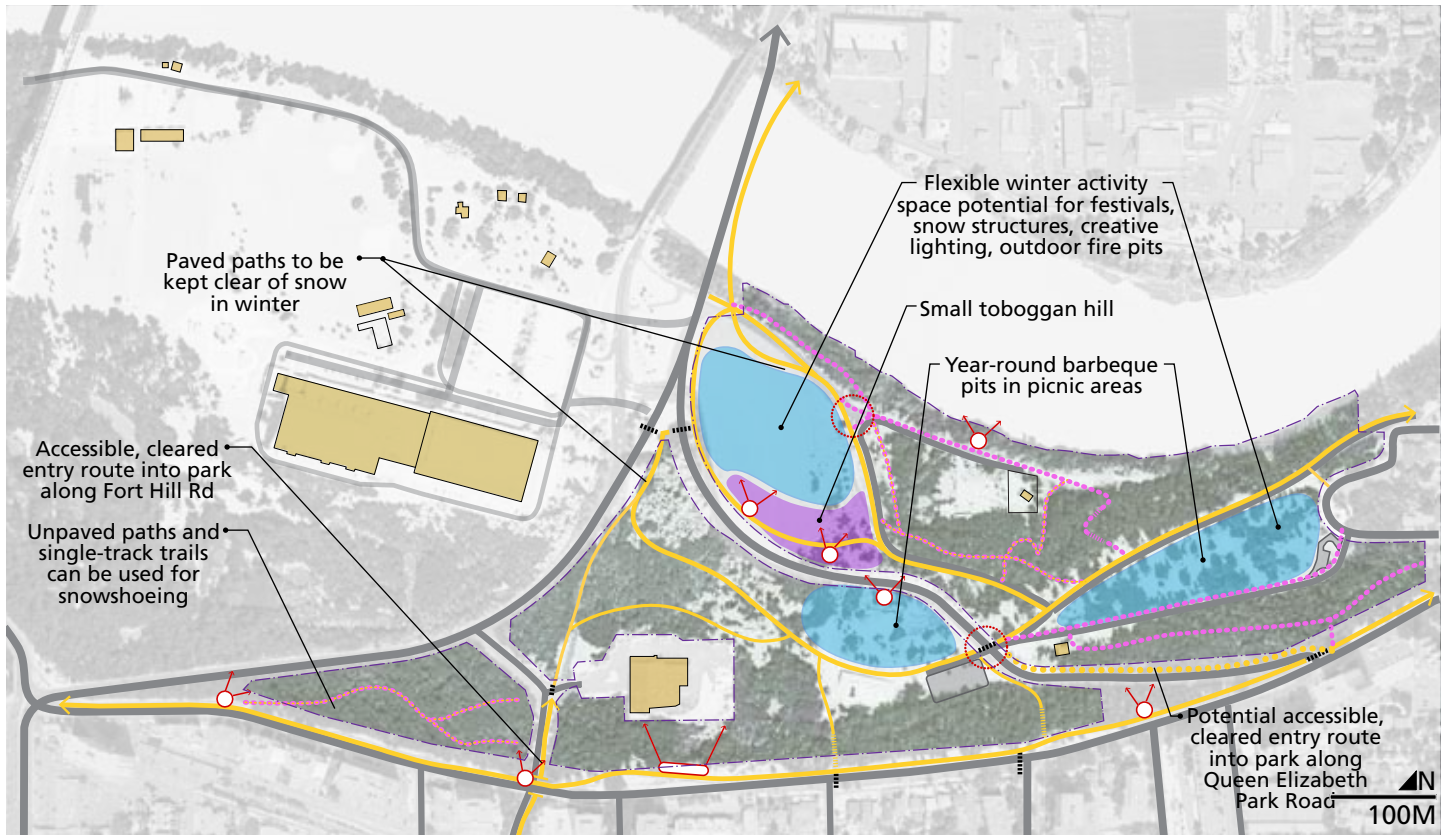 Flexible winter activity
space potential for festivals,
snow structures, creative
lighting, outdoor fire pits
Paved paths to be
kept clear of snow
in winter
Small toboggan hill
Year-round barbeque
pits in picnic areas
Accessible, cleared
entry route into park
along Fort Hill Rd
Unpaved paths and
single-track trails
can be used for
snowshoeing
Potential accessible,
cleared entry route
into park along
Queen Elizabeth
Park Road
N
100M